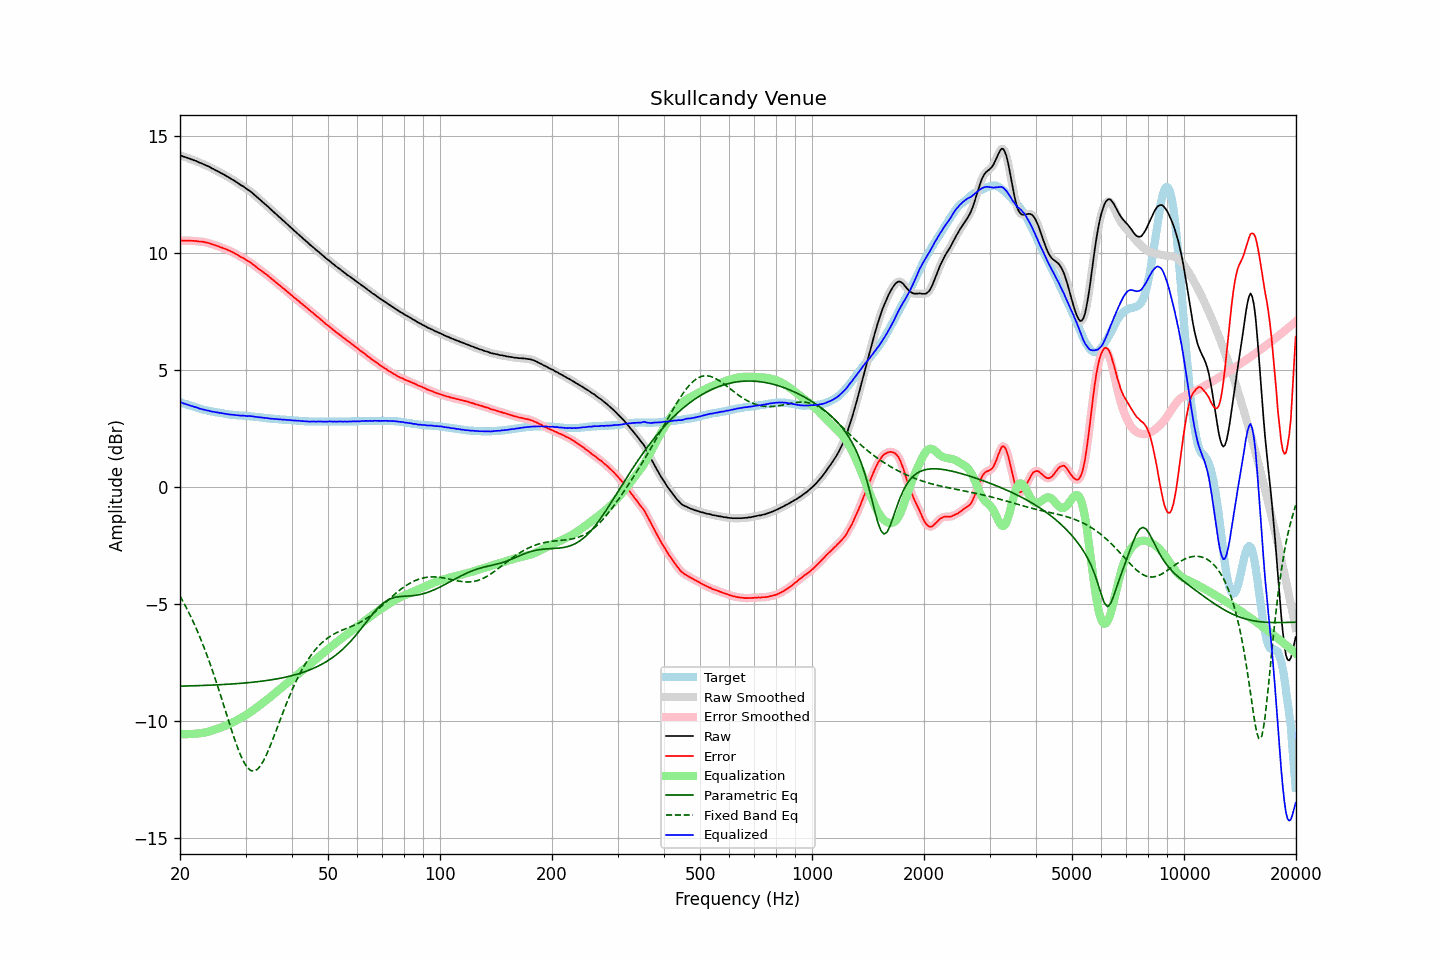 Skullcandy Venue
15
10
5
0
−5
−10
−15
Amplitude (dBr)
Target
Raw Smoothed
Error Smoothed
Raw
Error
Equalization
Parametric Eq
Fixed Band Eq
Equalized
20 50 100 200 500 1000 2000 5000 10000 20000
Frequency (Hz)